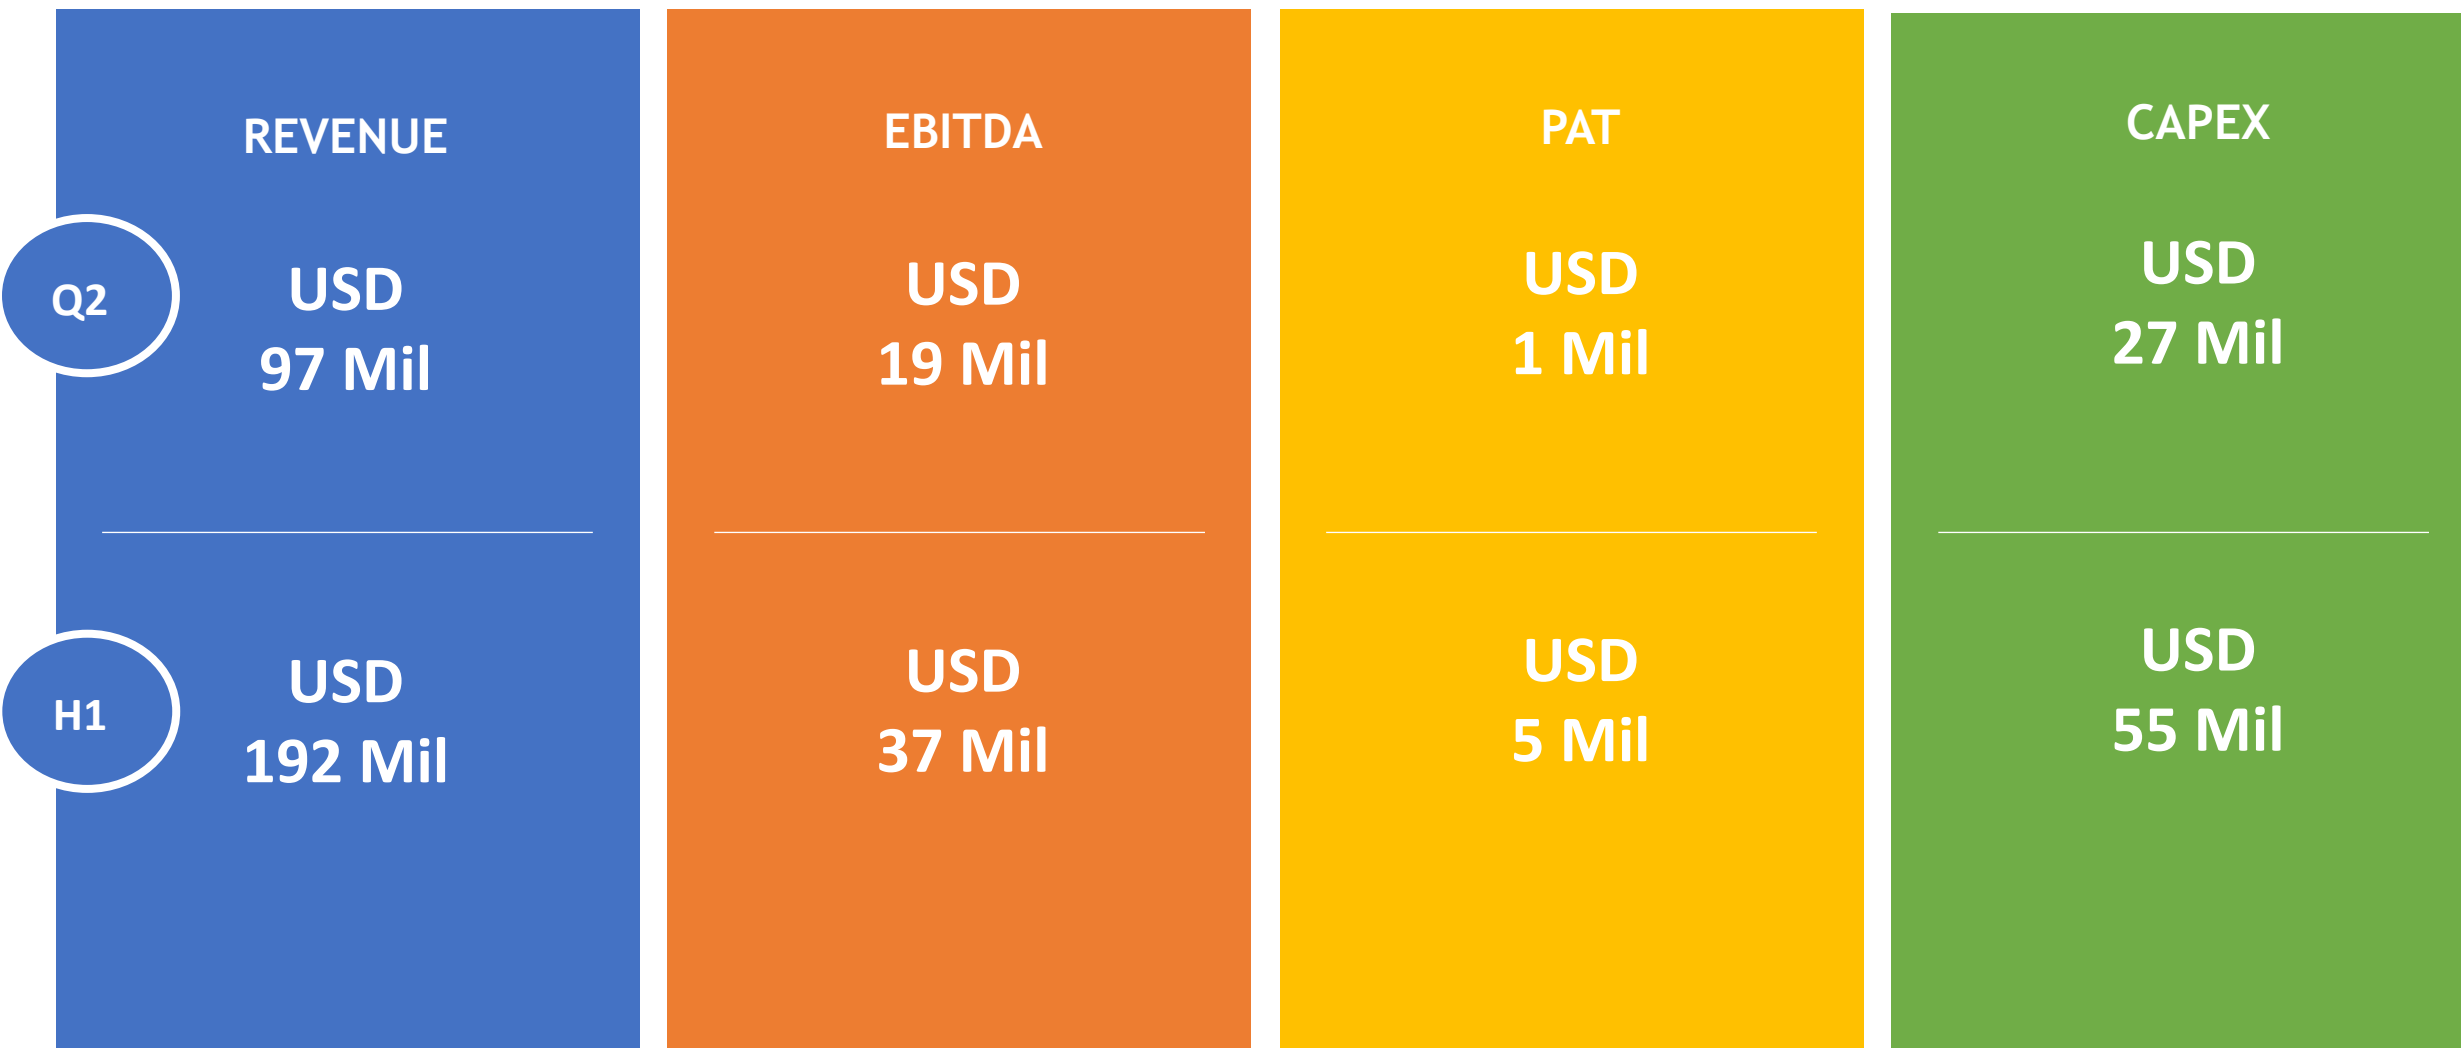 REVENUE
EBITDA
PAT
CAPEX
Q2
USD
97 Mil
USD
19 Mil
USD
1 Mil
USD
27 Mil
H1
USD
192 Mil
USD
37 Mil
USD
5 Mil
USD
55 Mil